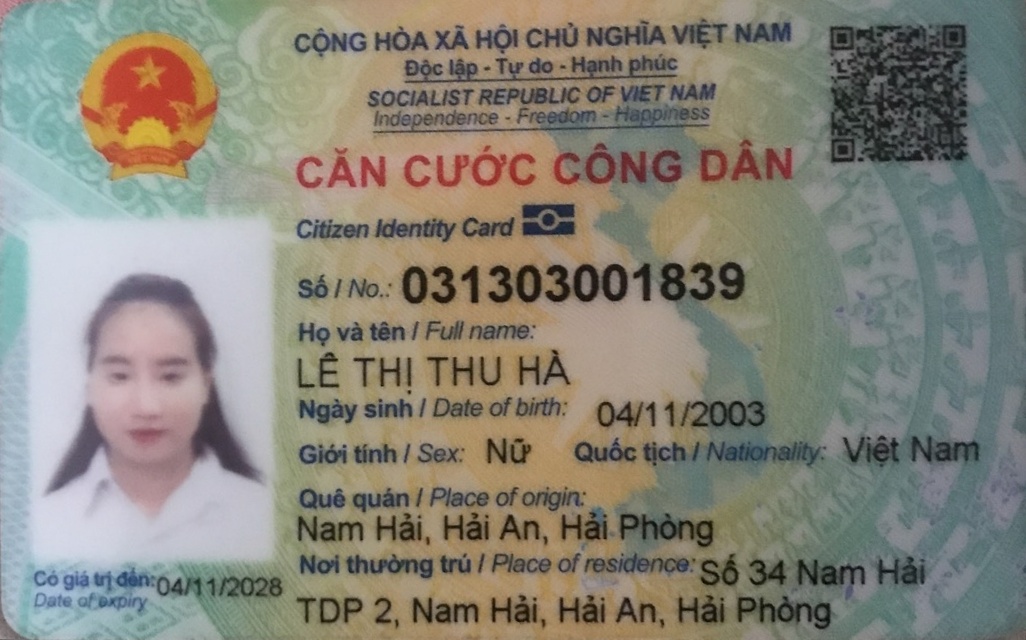 CỘNG HÒA XÃ HỘI CHỦ NGHĨA VIỆT NAM
Độc lập - Tự do - Hạnh phúc
SOCIALIST REPUBLIC OF VIET NAM
Independence - Freedom - Happiness
CĂN CƯỚC CÔNG DÂN
Citizen Identity Card
Số / No.: 031303001839
Họ và tên / Full name:
LÊ THỊ THU HÀ
Ngày sinh / Date of birth: 04/11/2003
Giới tính / Sex: Nữ Quốc tịch / Nationality: Việt Nam
Quê quán / Place of origin:
Nam Hải, Hải An, Hải Phòng
Nơi thường trú / Place of residence: Số 34 Nam Hải
TDP 2, Nam Hải, Hải An, Hải Phòng
Có giá trị đến: 04/11/2028
Date of expiry